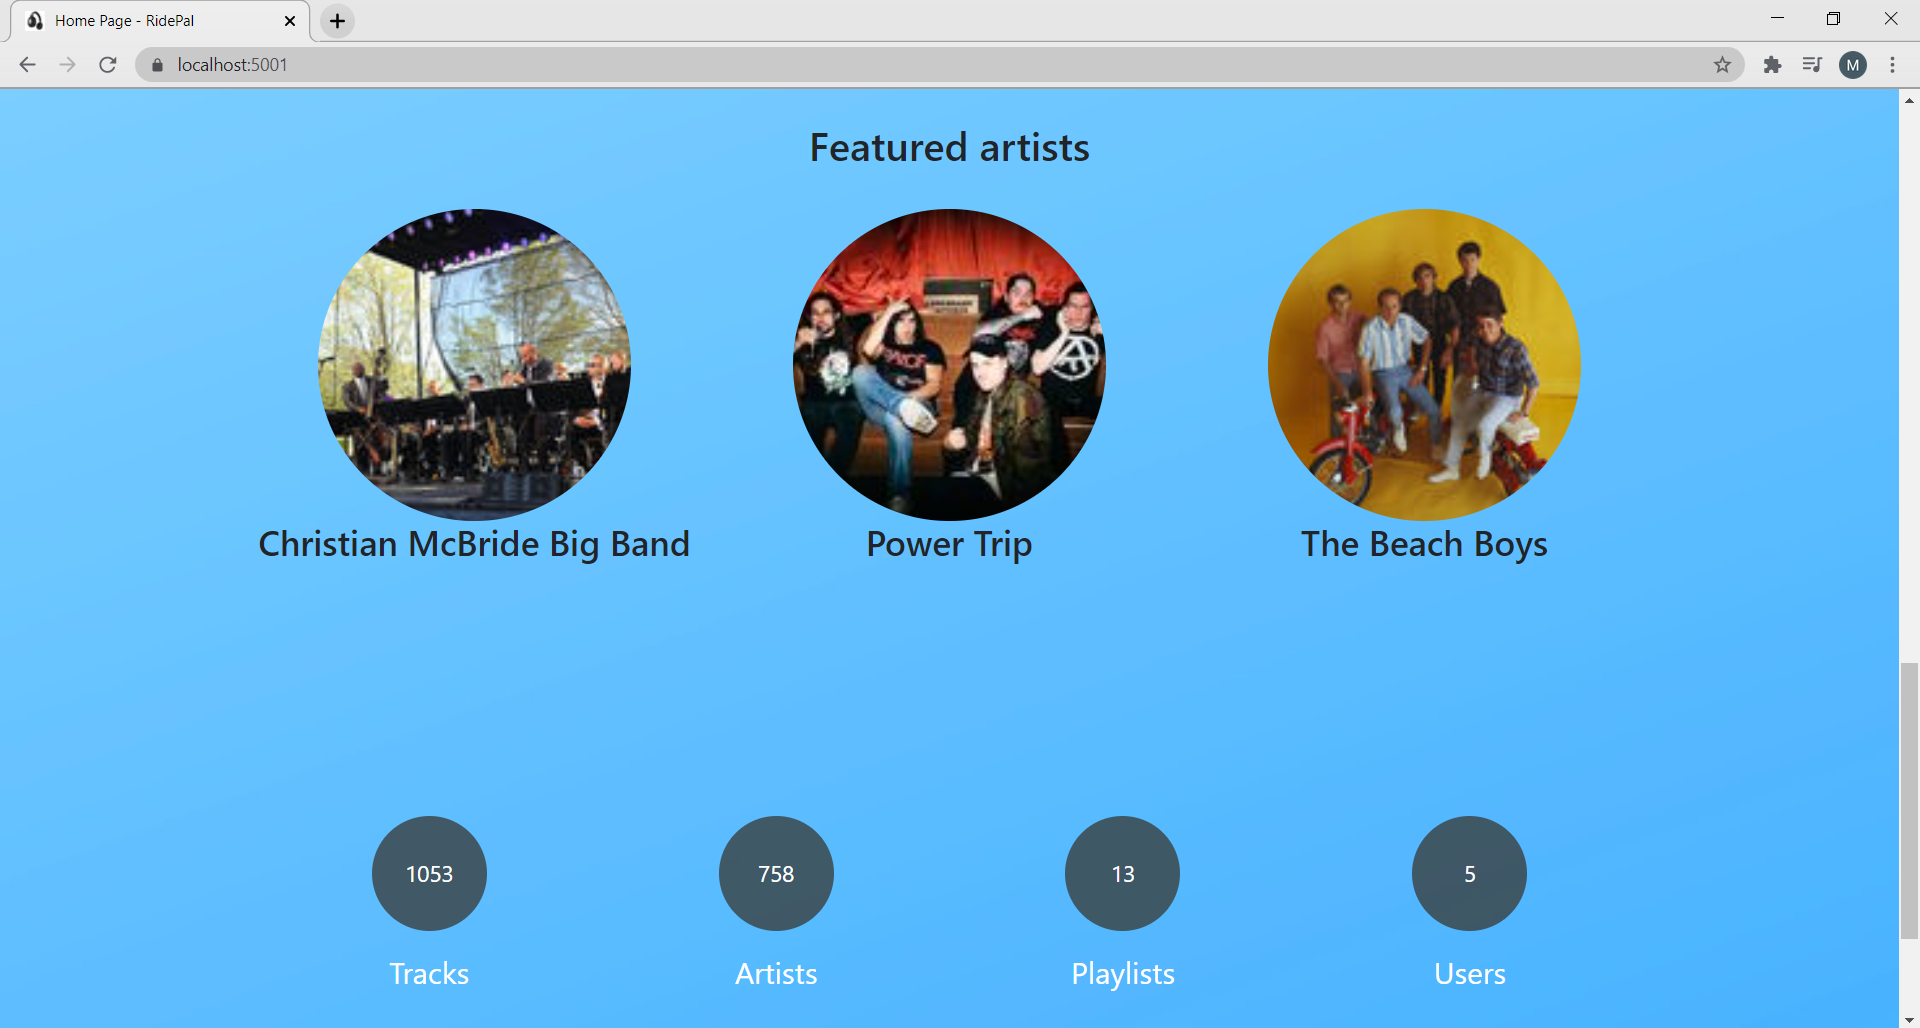 Home Page - RidePal
localhost:5001
M
Featured artists
Christian McBride Big Band
Power Trip
The Beach Boys
1053
758
13
5
Tracks
Artists
Playlists
Users